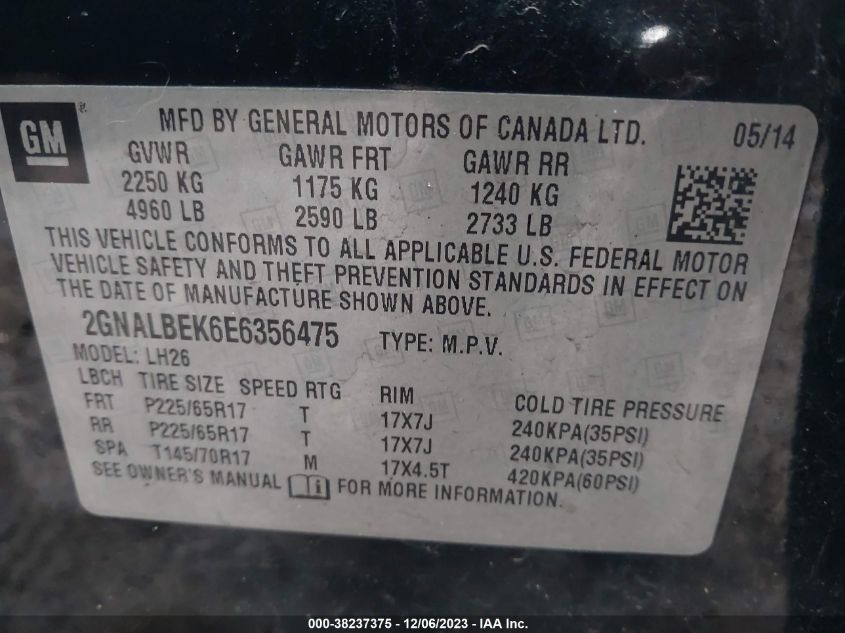 GM ®
MFD BY GENERAL MOTORS OF CANADA LTD. 05/14
GVWR GAWR FRT GAWR RR
2250 KG 1175 KG 1240 KG
4960 LB 2590 LB 2733 LB
THIS VEHICLE CONFORMS TO ALL APPLICABLE U.S. FEDERAL MOTOR
VEHICLE SAFETY AND THEFT PREVENTION STANDARDS IN EFFECT ON
THE DATE OF MANUFACTURE SHOWN ABOVE.
2GNALBEK6E6356475 TYPE: M.P.V.
MODEL: LH26
LBCH TIRE SIZE SPEED RTG RIM COLD TIRE PRESSURE
FRT P225/65R17 T 17X7J 240KPA(35PSI)
RR P225/65R17 T 17X7J 240KPA(35PSI)
SPA T145/70R17 M 17X4.5T 420KPA(60PSI)
SEE OWNER'S MANUAL FOR MORE INFORMATION.
000-38237375 - 12/06/2023 - IAA Inc.